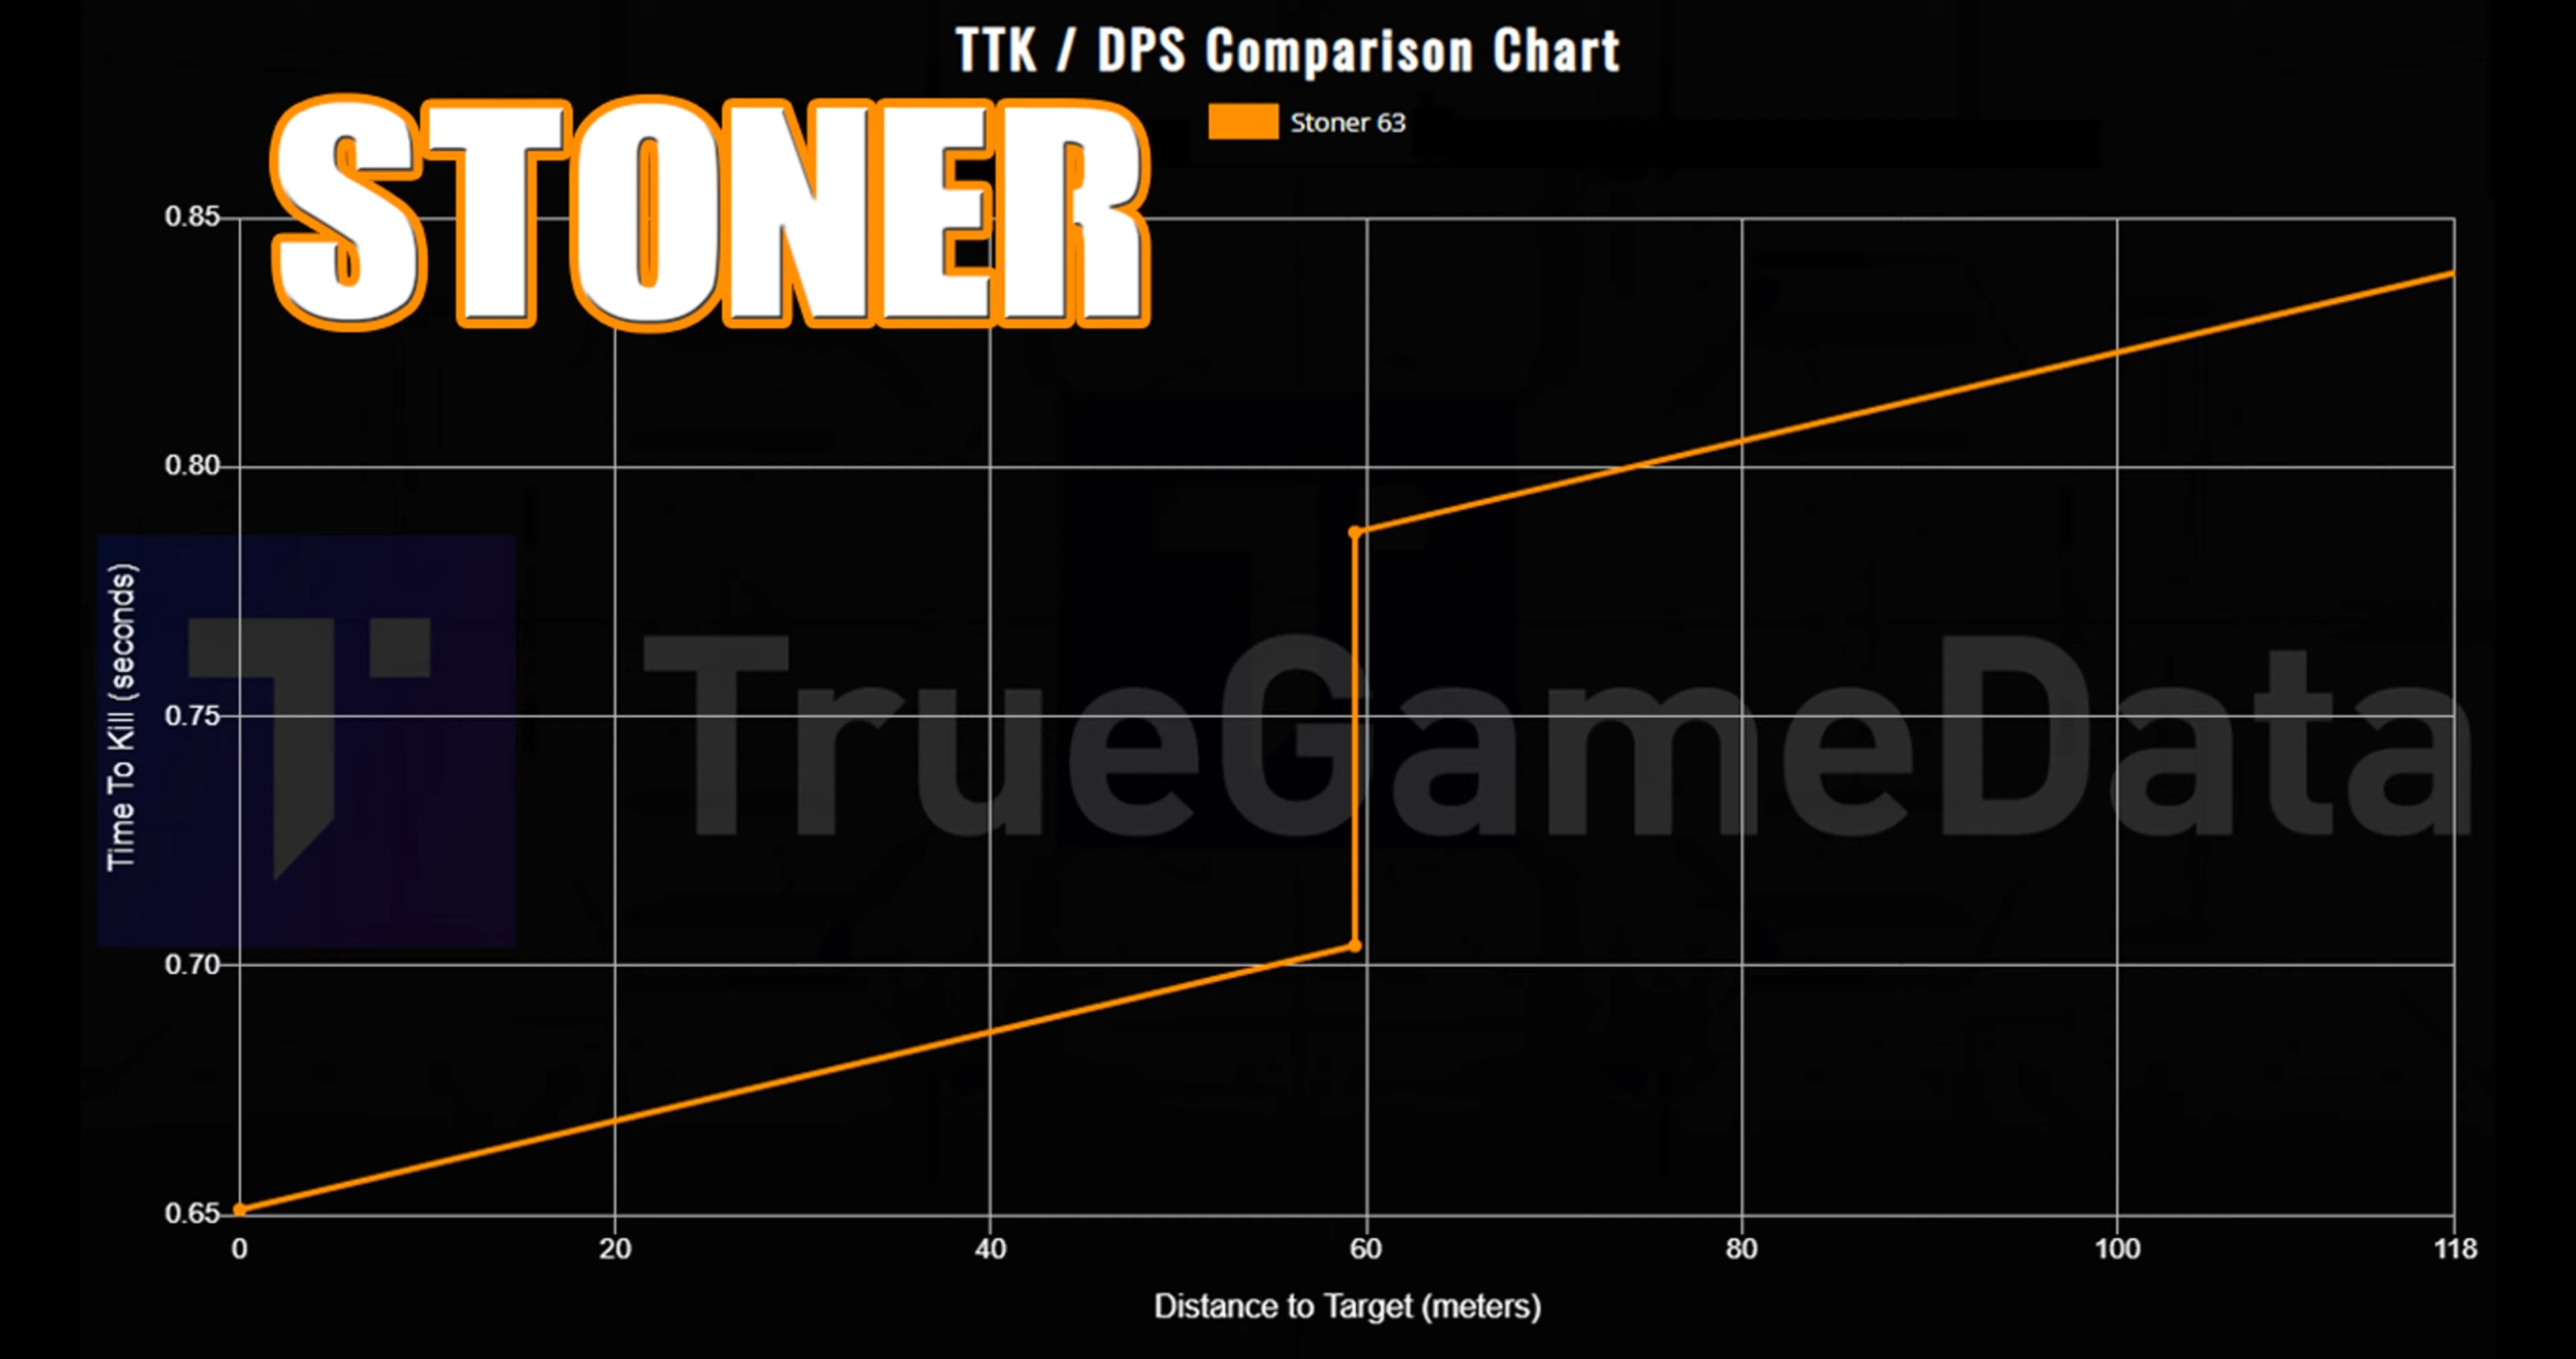 TTK / DPS Comparison Chart
STONER
Stoner 63
0.85
0.80
0.75
0.70
0.65
Time To Kill (seconds)
TrueGameData
0 20 40 60 80 100 118
Distance to Target (meters)